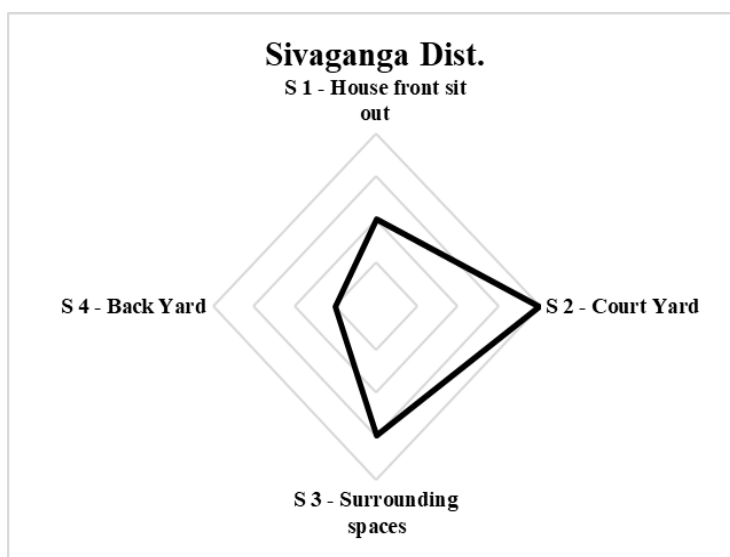 Sivaganga Dist.
S 1 - House front sit
out
S 4 - Back Yard
S 2 - Court Yard
S 3 - Surrounding
spaces